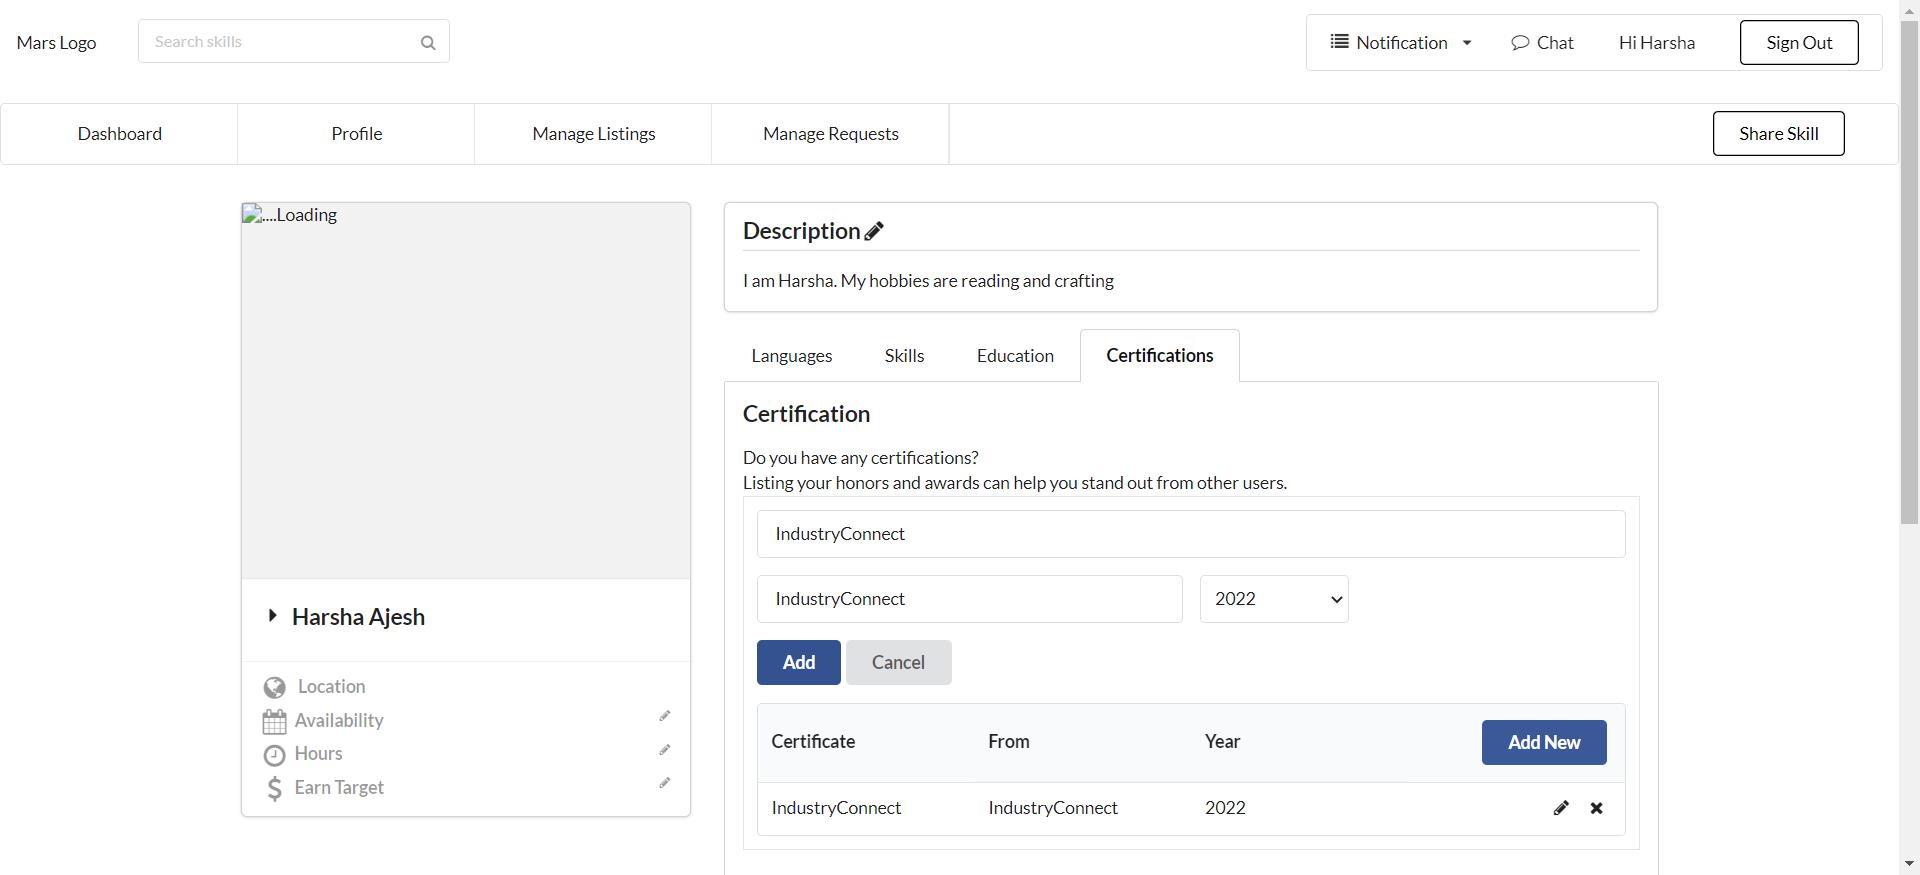 Mars Logo
Search skills
Notification
Chat
Hi Harsha
Sign Out
Dashboard
Profile
Manage Listings
Manage Requests
Share Skill
....Loading
Harsha Ajesh
Location
Availability
Hours
Earn Target
Description
I am Harsha. My hobbies are reading and crafting
Languages
Skills
Education
Certifications
Certification
Do you have any certifications?
Listing your honors and awards can help you stand out from other users.
IndustryConnect
IndustryConnect
2022
Add
Cancel
Certificate From Year
Add New
IndustryConnect IndustryConnect 2022